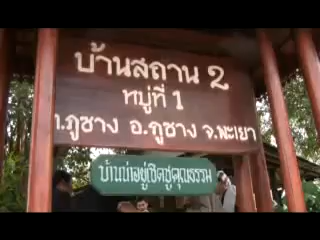 บ้านสถาน 2
หมู่ที่ 1
ต.ภูซาง อ.ภูซาง จ.พะเยา
บ้านน่าอยู่เชิดชูคุณธรรม